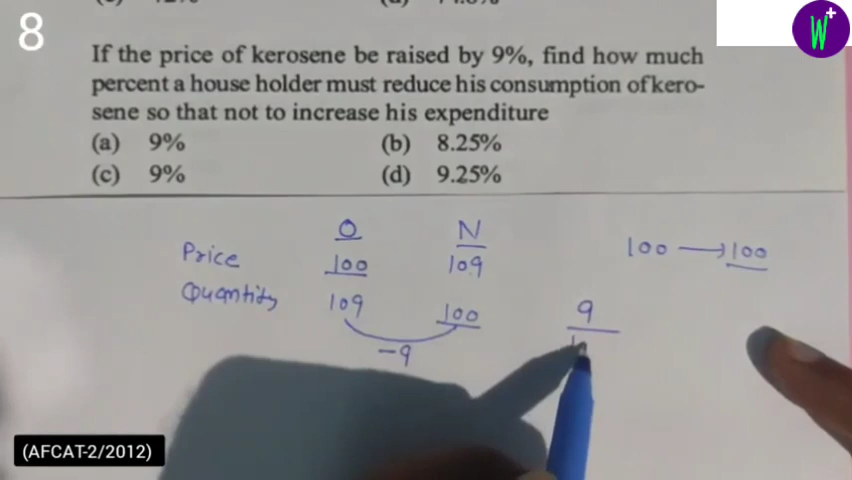 8
W+
If the price of kerosene be raised by 9%, find how much
percent a house holder must reduce his consumption of kero-
sene so that not to increase his expenditure
(a) 9% (b) 8.25%
(c) 9% (d) 9.25%
O N
Price 100 109
100 → 100
Quantity 109 100
9
-9
(AFCAT-2/2012)